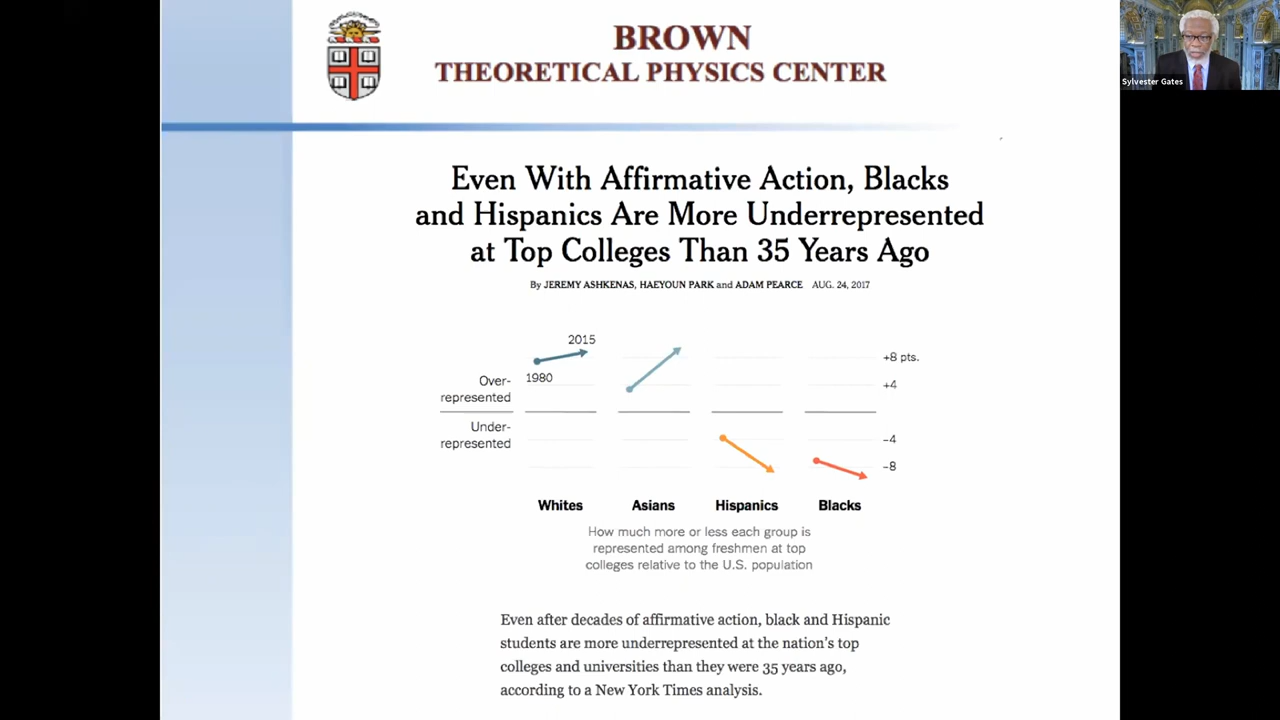 BROWN
THEORETICAL PHYSICS CENTER
Sylvester Gates
Even With Affirmative Action, Blacks
and Hispanics Are More Underrepresented
at Top Colleges Than 35 Years Ago
By JEREMY ASHKENAS, HAEYOUN PARK and ADAM PEARCE AUG. 24, 2017
2015
1980
Over-
represented
Under-
represented
+8 pts.
+4
−4
−8
Whites
Asians
Hispanics
Blacks
How much more or less each group is
represented among freshmen at top
colleges relative to the U.S. population
Even after decades of affirmative action, black and Hispanic
students are more underrepresented at the nation's top
colleges and universities than they were 35 years ago,
according to a New York Times analysis.